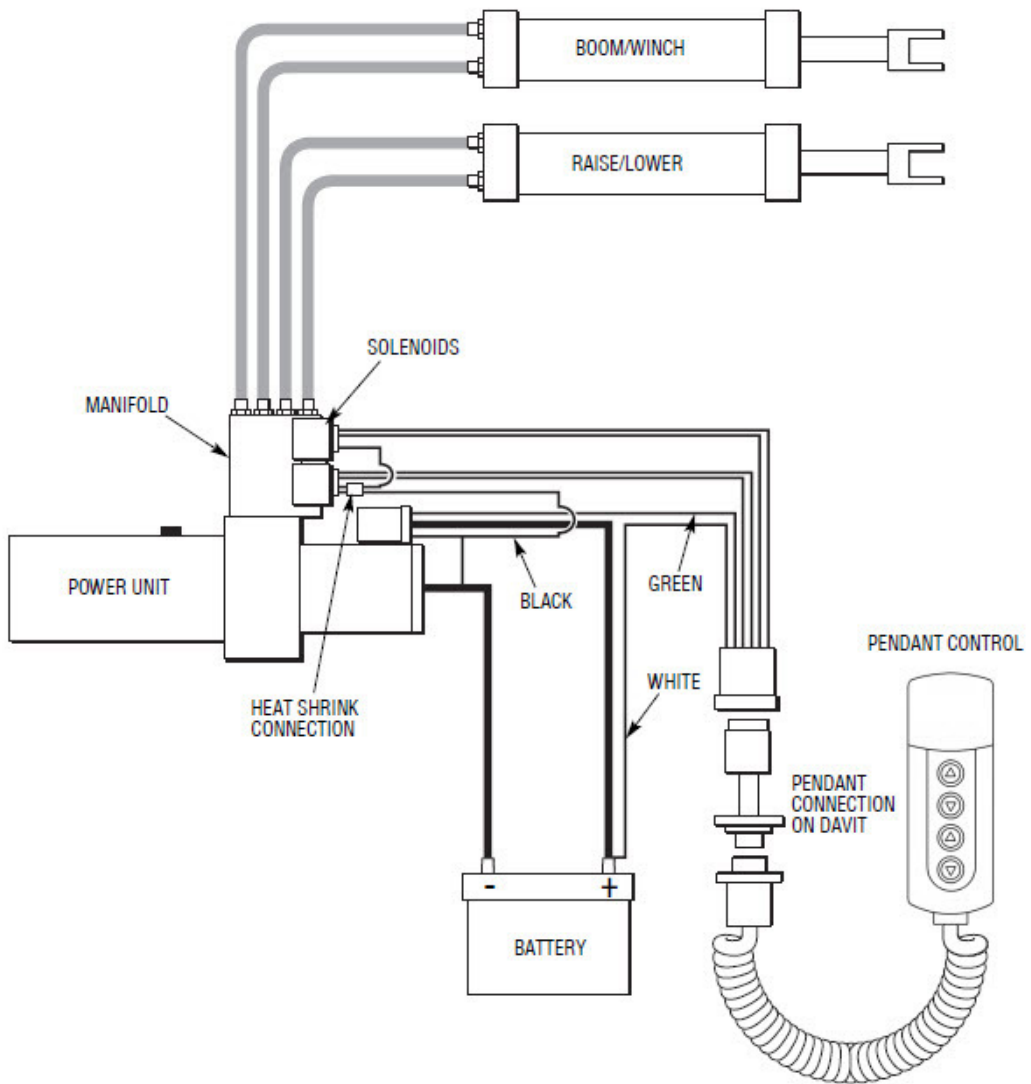 BOOM/WINCH
RAISE/LOWER
SOLENOIDS
MANIFOLD
POWER UNIT
BLACK
GREEN
PENDANT CONTROL
HEAT SHRINK
CONNECTION
WHITE
PENDANT
CONNECTION
ON DAVIT
- +
BATTERY